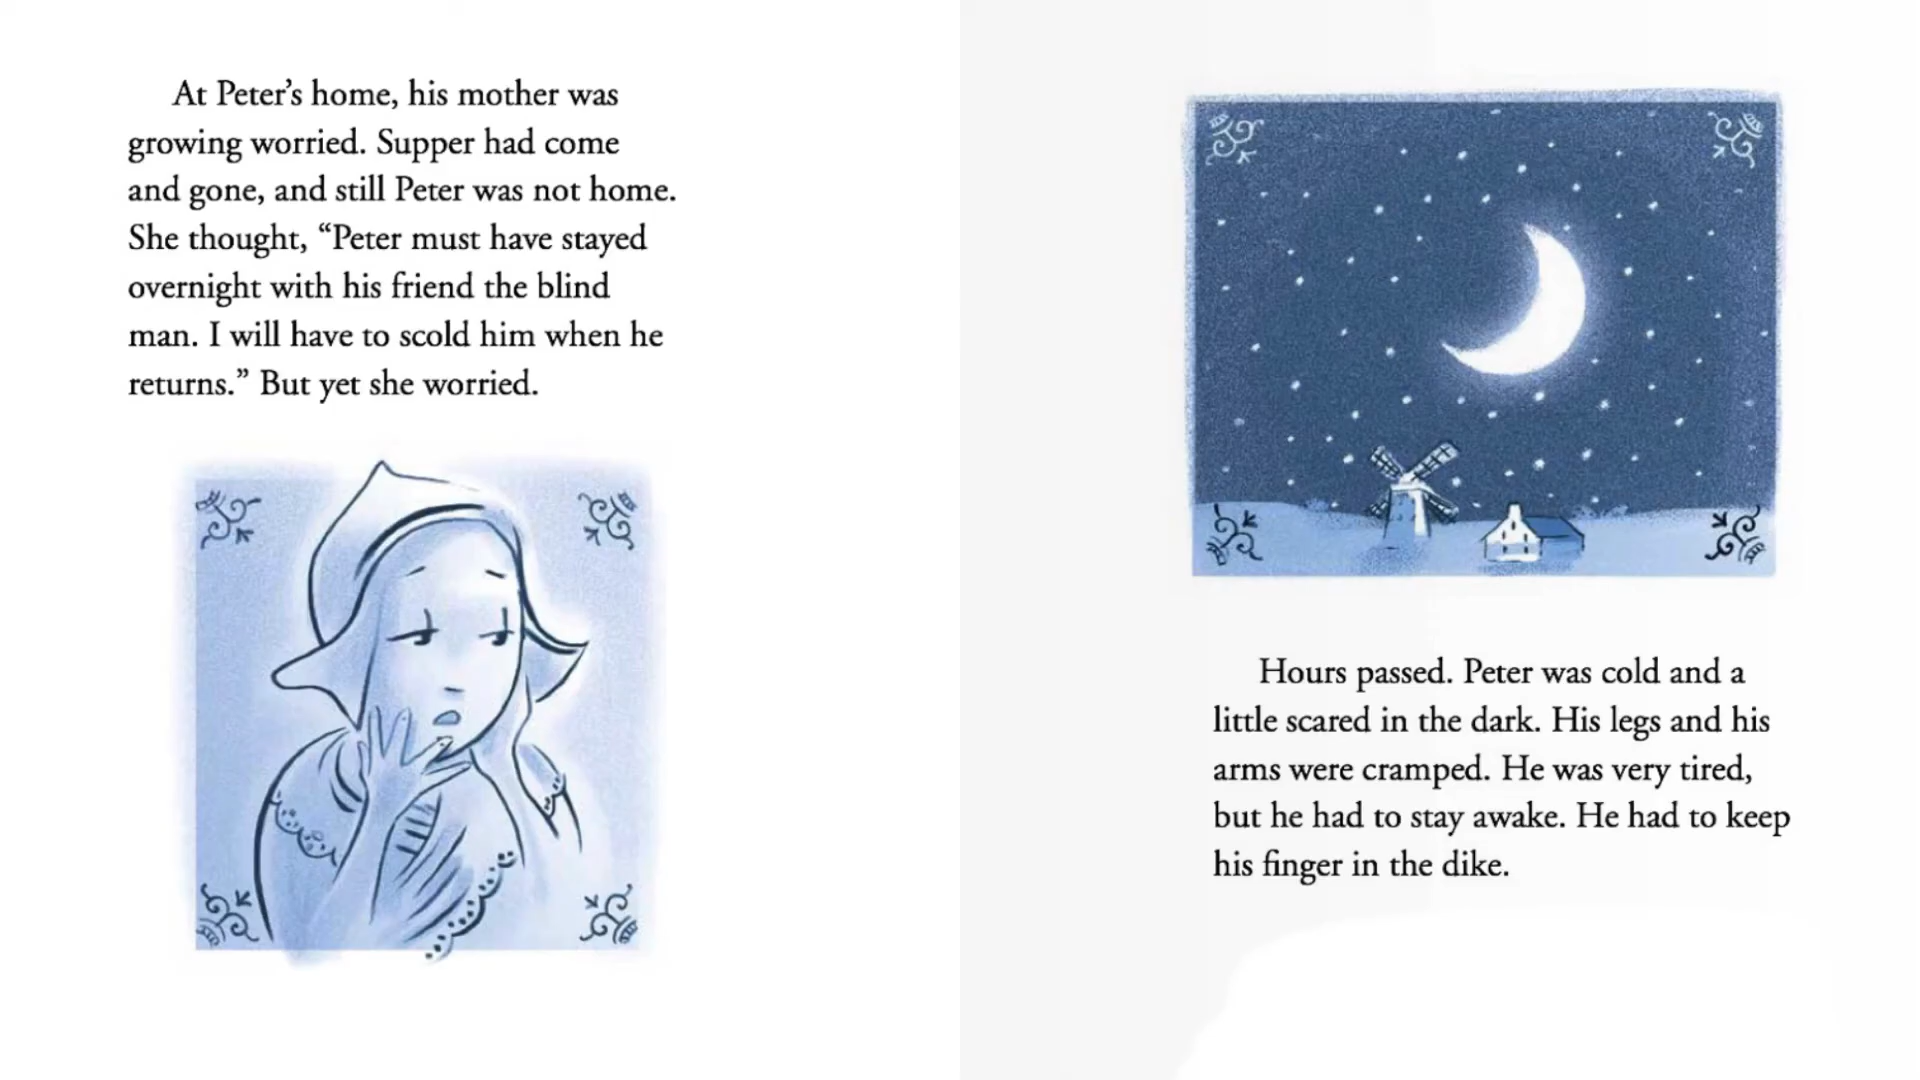 At Peter’s home, his mother was
growing worried. Supper had come
and gone, and still Peter was not home.
She thought, “Peter must have stayed
overnight with his friend the blind
man. I will have to scold him when he
returns.” But yet she worried.
Hours passed. Peter was cold and a
little scared in the dark. His legs and his
arms were cramped. He was very tired,
but he had to stay awake. He had to keep
his finger in the dike.